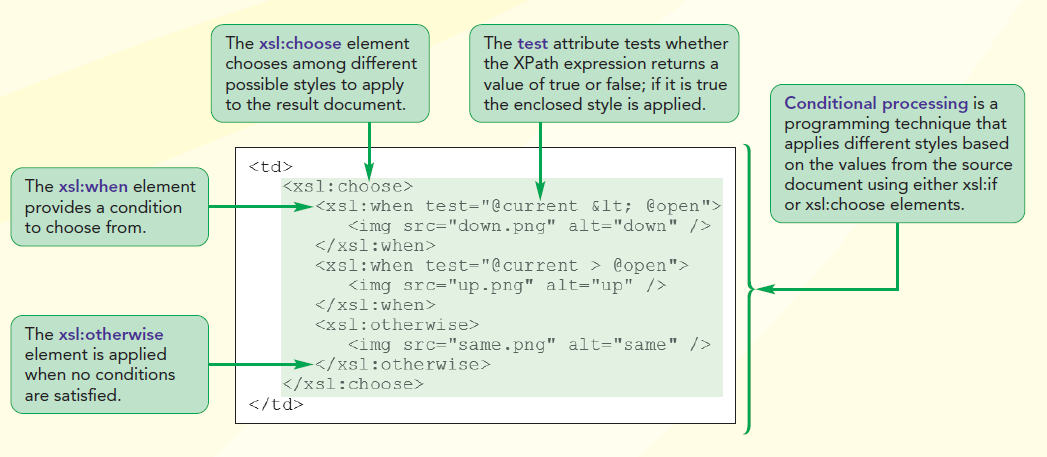 The xsl:choose element
chooses among different
possible styles to apply
to the result document.
The test attribute tests whether
the XPath expression returns a
value of true or false; if it is true
the enclosed style is applied.
Conditional processing is a
programming technique that
applies different styles based
on the values from the source
document using either xsl:if
or xsl:choose elements.
The xsl:when element
provides a condition
to choose from.
The xsl:otherwise
element is applied
when no conditions
are satisfied.
<td>
<xsl:choose>
<xsl:when test="@current &lt; @open">
<img src="down.png" alt="down" />
</xsl:when>
<xsl:when test="@current > @open">
<img src="up.png" alt="up" />
</xsl:when>
<xsl:otherwise>
<img src="same.png" alt="same" />
</xsl:otherwise>
</xsl:choose>
</td>